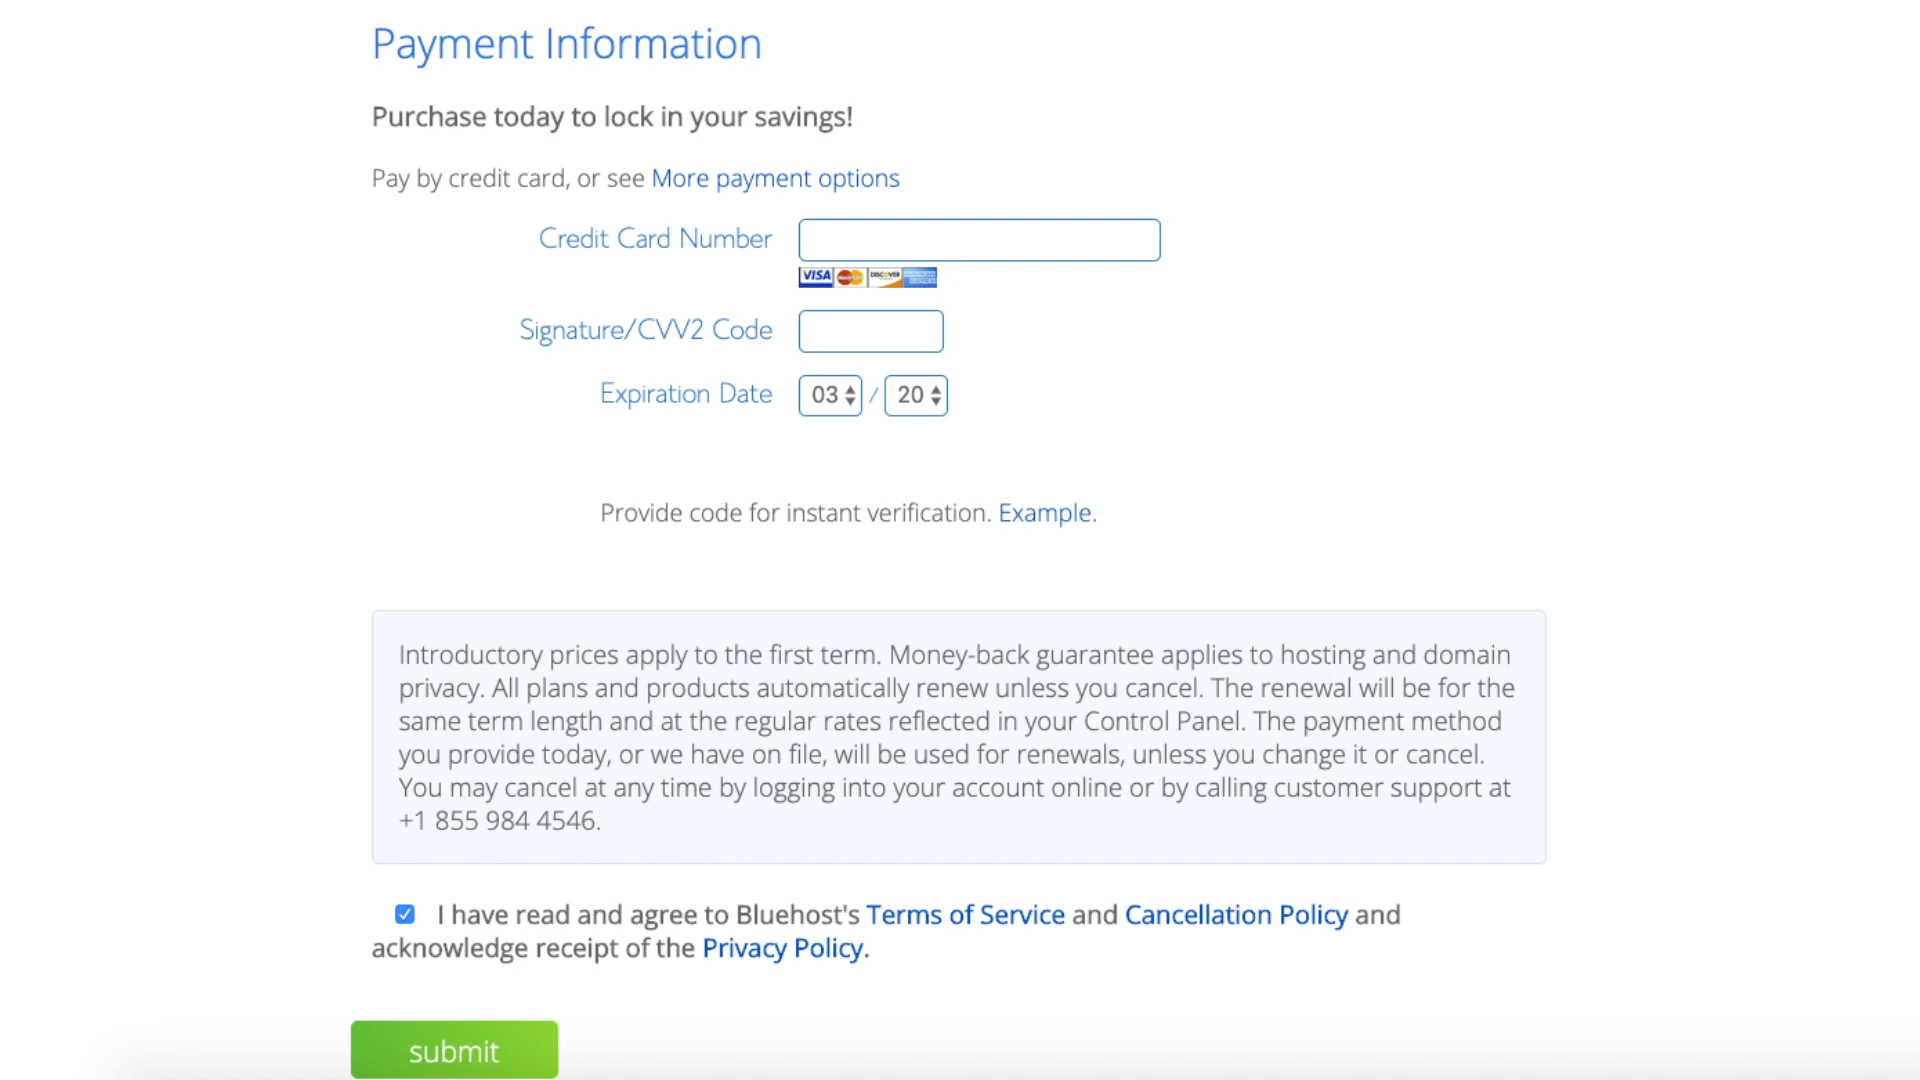 Payment Information
Purchase today to lock in your savings!
Pay by credit card, or see More payment options
Credit Card Number
VISA DISCOVER
Signature/CVV2 Code
Expiration Date 03 / 20
Provide code for instant verification. Example.
Introductory prices apply to the first term. Money-back guarantee applies to hosting and domain
privacy. All plans and products automatically renew unless you cancel. The renewal will be for the
same term length and at the regular rates reflected in your Control Panel. The payment method
you provide today, or we have on file, will be used for renewals, unless you change it or cancel.
You may cancel at any time by logging into your account online or by calling customer support at
+1 855 984 4546.
I have read and agree to Bluehost's Terms of Service and Cancellation Policy and
acknowledge receipt of the Privacy Policy.
submit